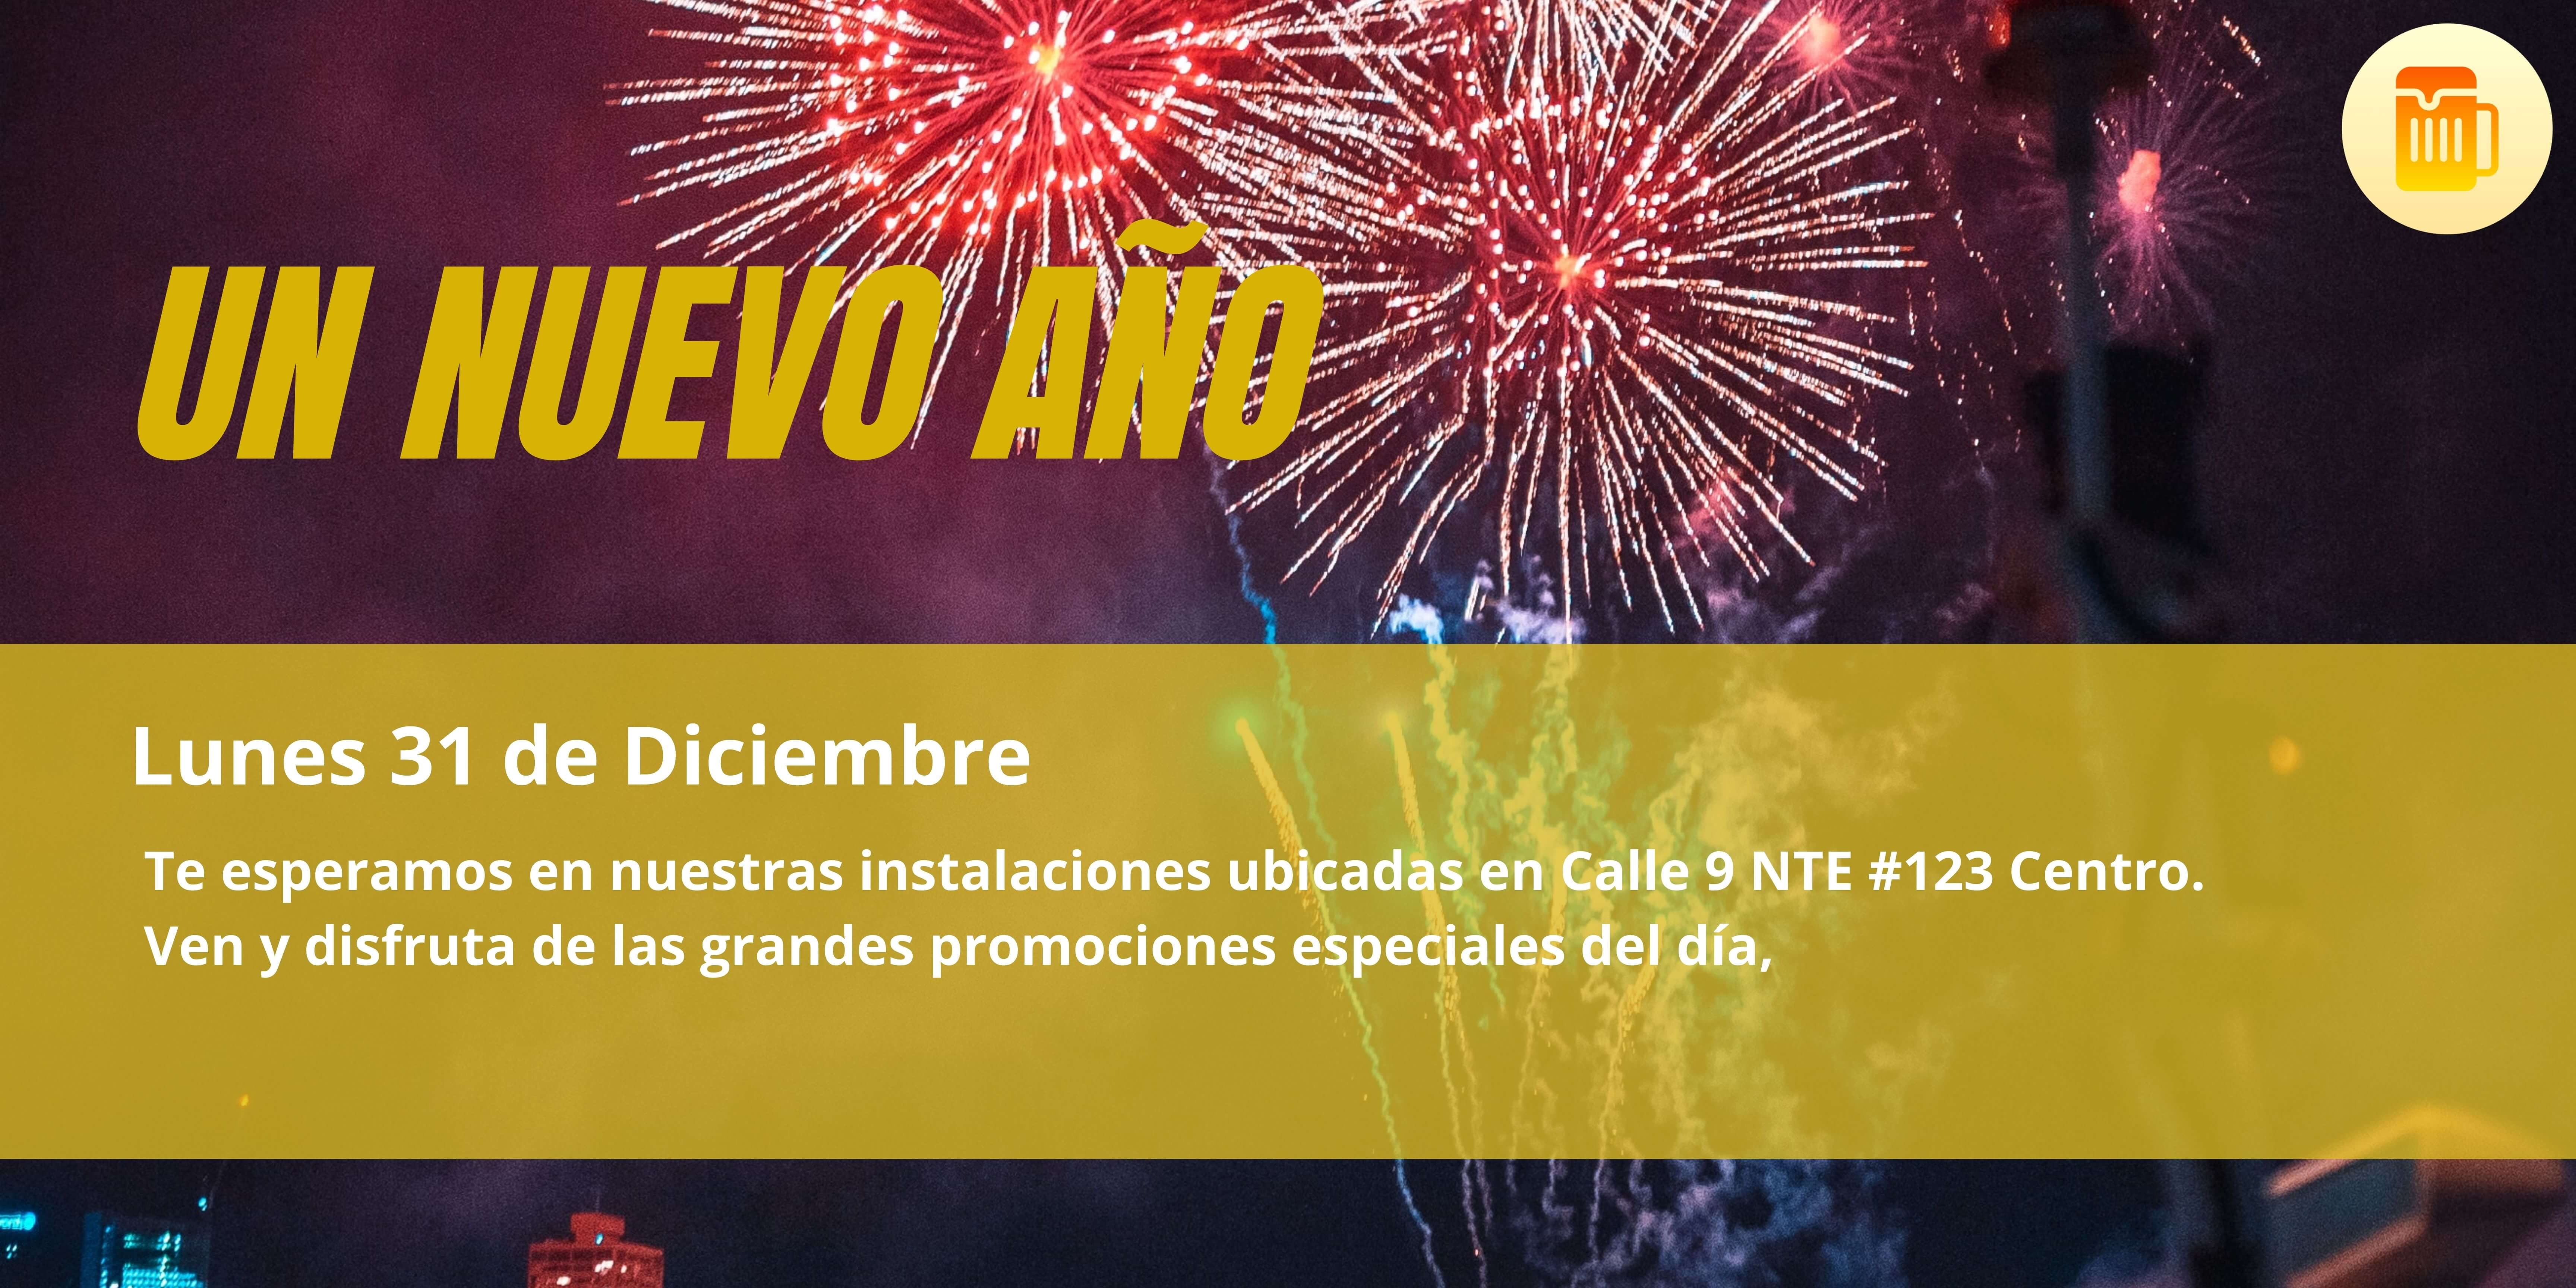 UN NUEVO AÑO
Lunes 31 de Diciembre
Te esperamos en nuestras instalaciones ubicadas en Calle 9 NTE #123 Centro.
Ven y disfruta de las grandes promociones especiales del día,